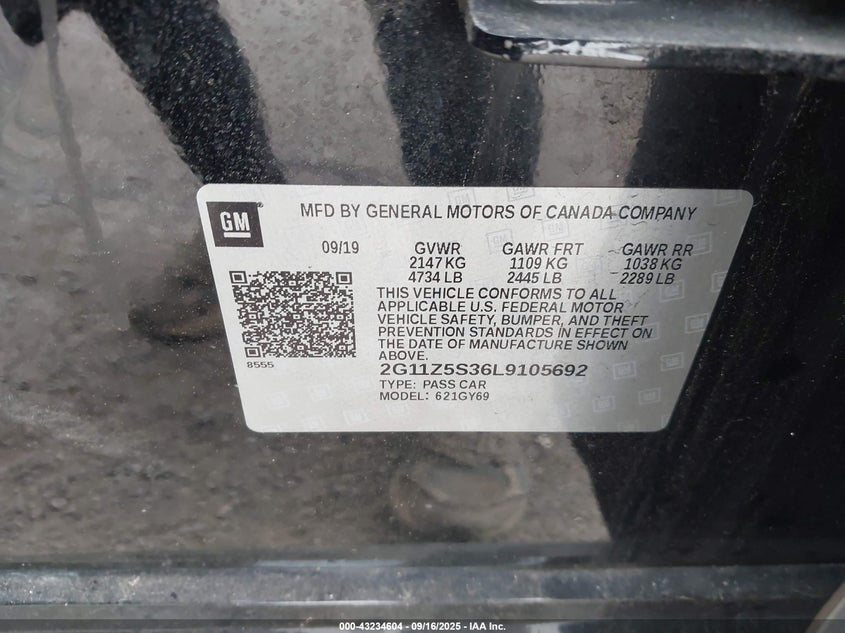 GM
MFD BY GENERAL MOTORS OF CANADA COMPANY
09/19 GVWR GAWR FRT GAWR RR
2147 KG 1109 KG 1038 KG
4734 LB 2445 LB 2289 LB
THIS VEHICLE CONFORMS TO ALL
APPLICABLE U.S. FEDERAL MOTOR
VEHICLE SAFETY, BUMPER, AND THEFT
PREVENTION STANDARDS IN EFFECT ON
THE DATE OF MANUFACTURE SHOWN
ABOVE.
8555
2G11Z5S36L9105692
TYPE: PASS CAR
MODEL: 621GY69
000-43234604 - 09/16/2025 - IAA Inc.